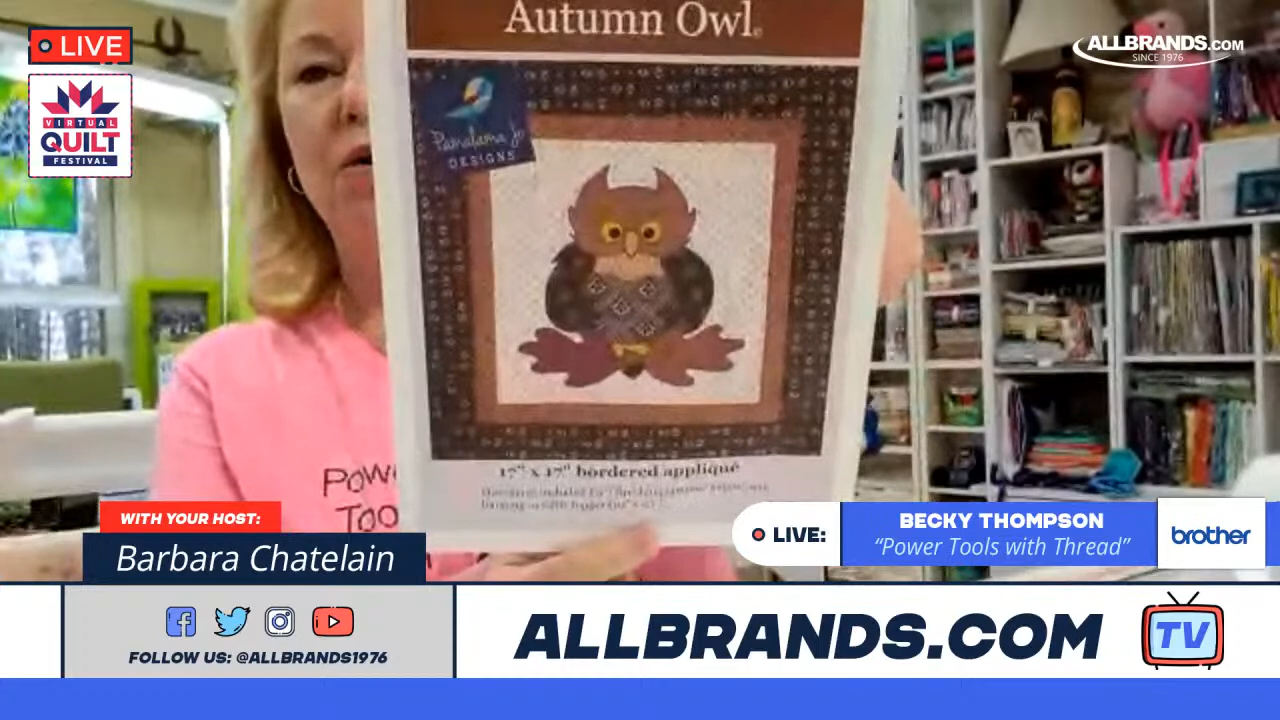 LIVE
VIRTUAL
QUILT
FESTIVAL
Autumn Owl
ALLBRANDS.COM
SINCE 1976
Pamalama Jo
DESIGNS
17" x 17" bordered appliqué
POW
TOO
WITH YOUR HOST:
Barbara Chatelain
LIVE:
BECKY THOMPSON
"Power Tools with Thread"
brother
FOLLOW US: @ALLBRANDS1976
ALLBRANDS.COM
TV